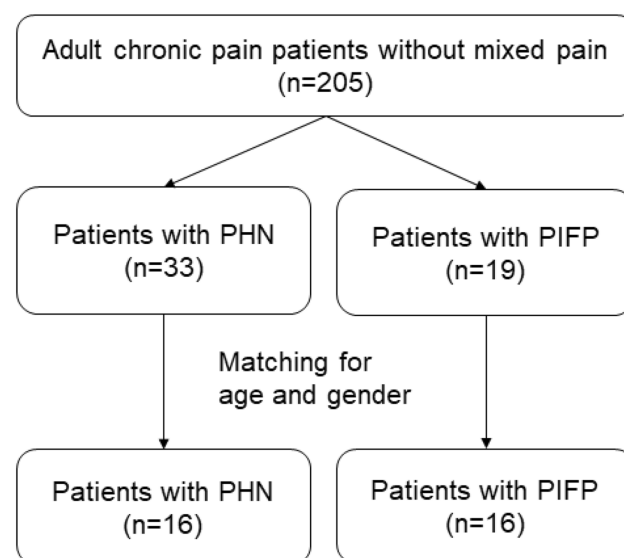 Adult chronic pain patients without mixed pain
(n=205)
Patients with PHN
(n=33)
Patients with PIFP
(n=19)
Matching for
age and gender
Patients with PHN
(n=16)
Patients with PIFP
(n=16)